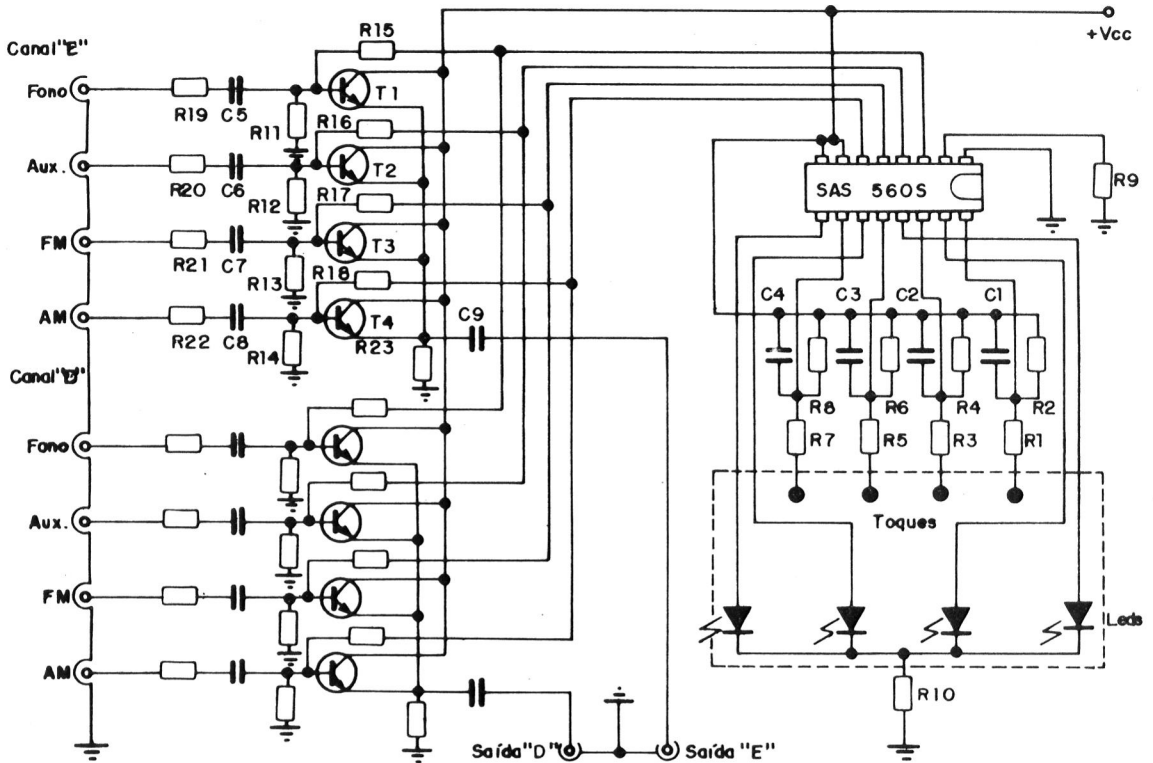 R15
+Vcc
Canal "E"
Fono
R19
C5
T1
R11
R16
Aux.
R20
C6
T2
R12
R17
SAS 560S
R9
FM
R21
C7
T3
R13
R18
AM
R22
C8
T4
R14
R23
C9
C4
C3
C2
C1
Canal "D"
R8
R6
R4
R2
R7
R5
R3
R1
Fono
Toques
Aux.
FM
Leds
AM
R10
Saída "D"
Saída "E"